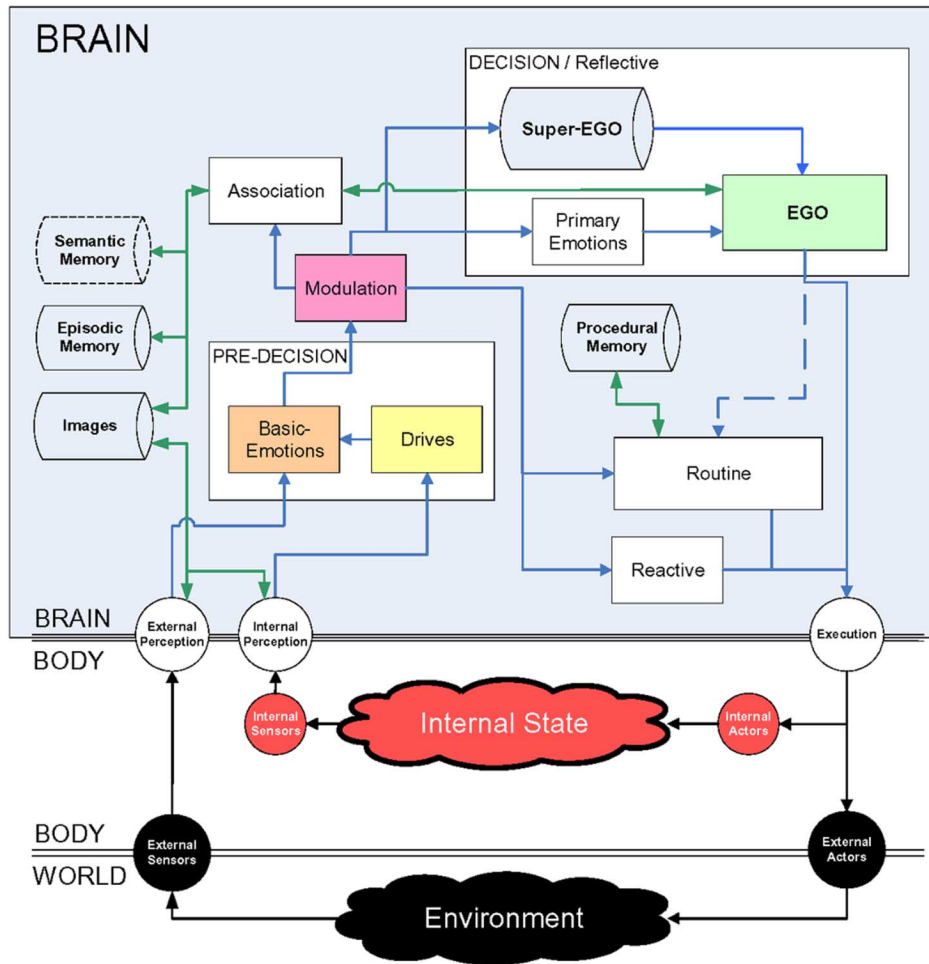 BRAIN
DECISION / Reflective
Super-EGO
Association
EGO
Primary
Emotions
Semantic
Memory
Modulation
Episodic
Memory
Procedural
Memory
PRE-DECISION
Images
Basic-
Emotions
Drives
Routine
Reactive
BRAIN
External
Perception
Internal
Perception
Execution
BODY
Internal
Sensors
Internal State
Internal
Actors
BODY
External
Sensors
External
Actors
WORLD
Environment